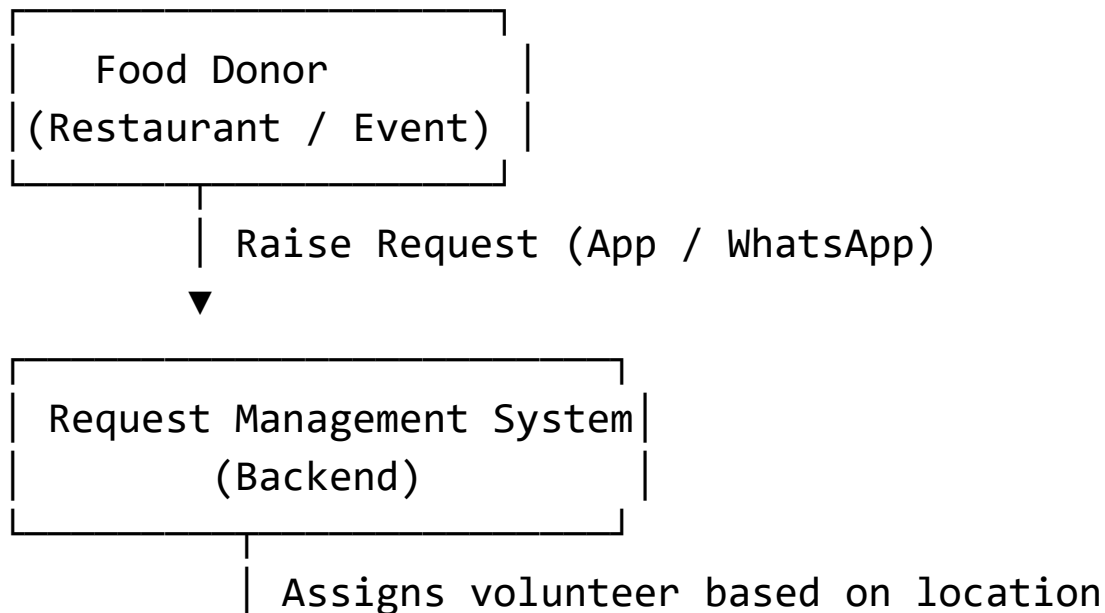 Food Donor
(Restaurant / Event)
Raise Request (App / WhatsApp)
Request Management System
(Backend)
Assigns volunteer based on location